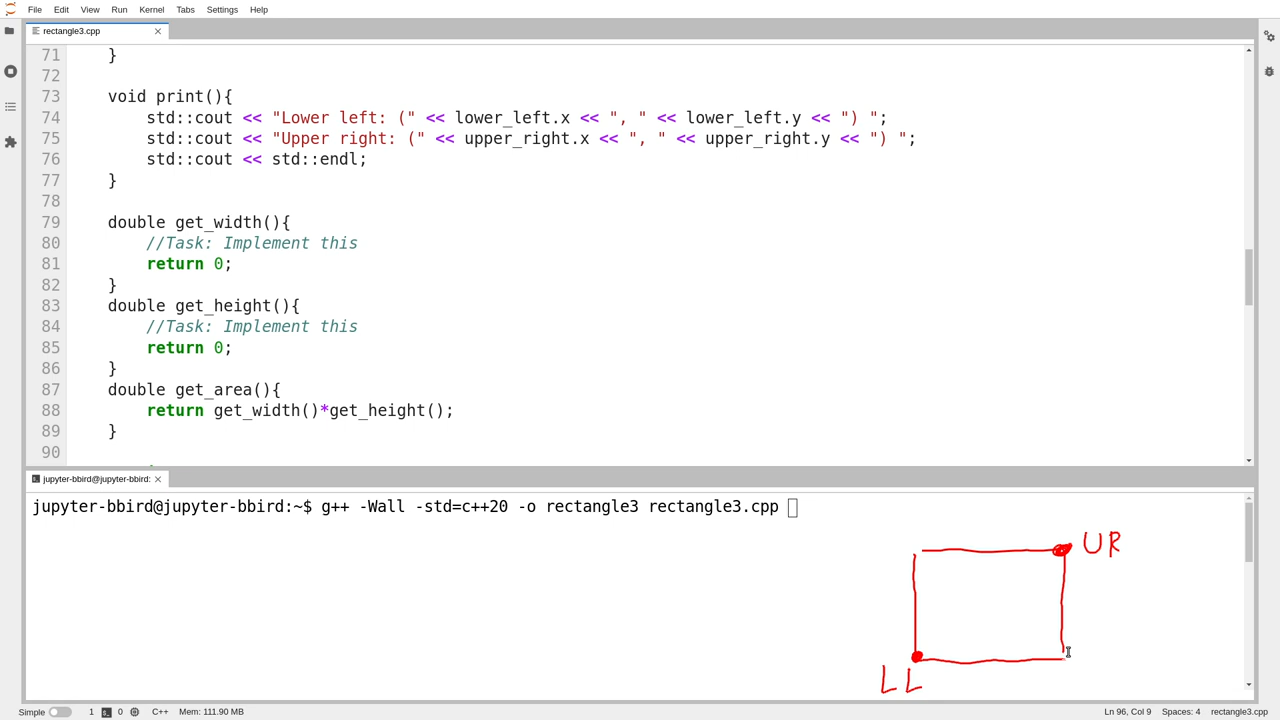 File Edit View Run Kernel Tabs Settings Help
rectangle3.cpp
71 }
72
73 void print(){
74 std::cout << "Lower left: (" << lower_left.x << ", " << lower_left.y << ") ";
75 std::cout << "Upper right: (" << upper_right.x << ", " << upper_right.y << ") ";
76 std::cout << std::endl;
77 }
78
79 double get_width(){
80 //Task: Implement this
81 return 0;
82 }
83 double get_height(){
84 //Task: Implement this
85 return 0;
86 }
87 double get_area(){
88 return get_width()*get_height();
89 }
90
jupyter-bbird@jupyter-bbird:
jupyter-bbird@jupyter-bbird:~$ g++ -Wall -std=c++20 -o rectangle3 rectangle3.cpp
UR
LL
Simple 1 0 C++ Mem: 111.90 MB Ln 96, Col 9 Spaces: 4 rectangle3.cpp